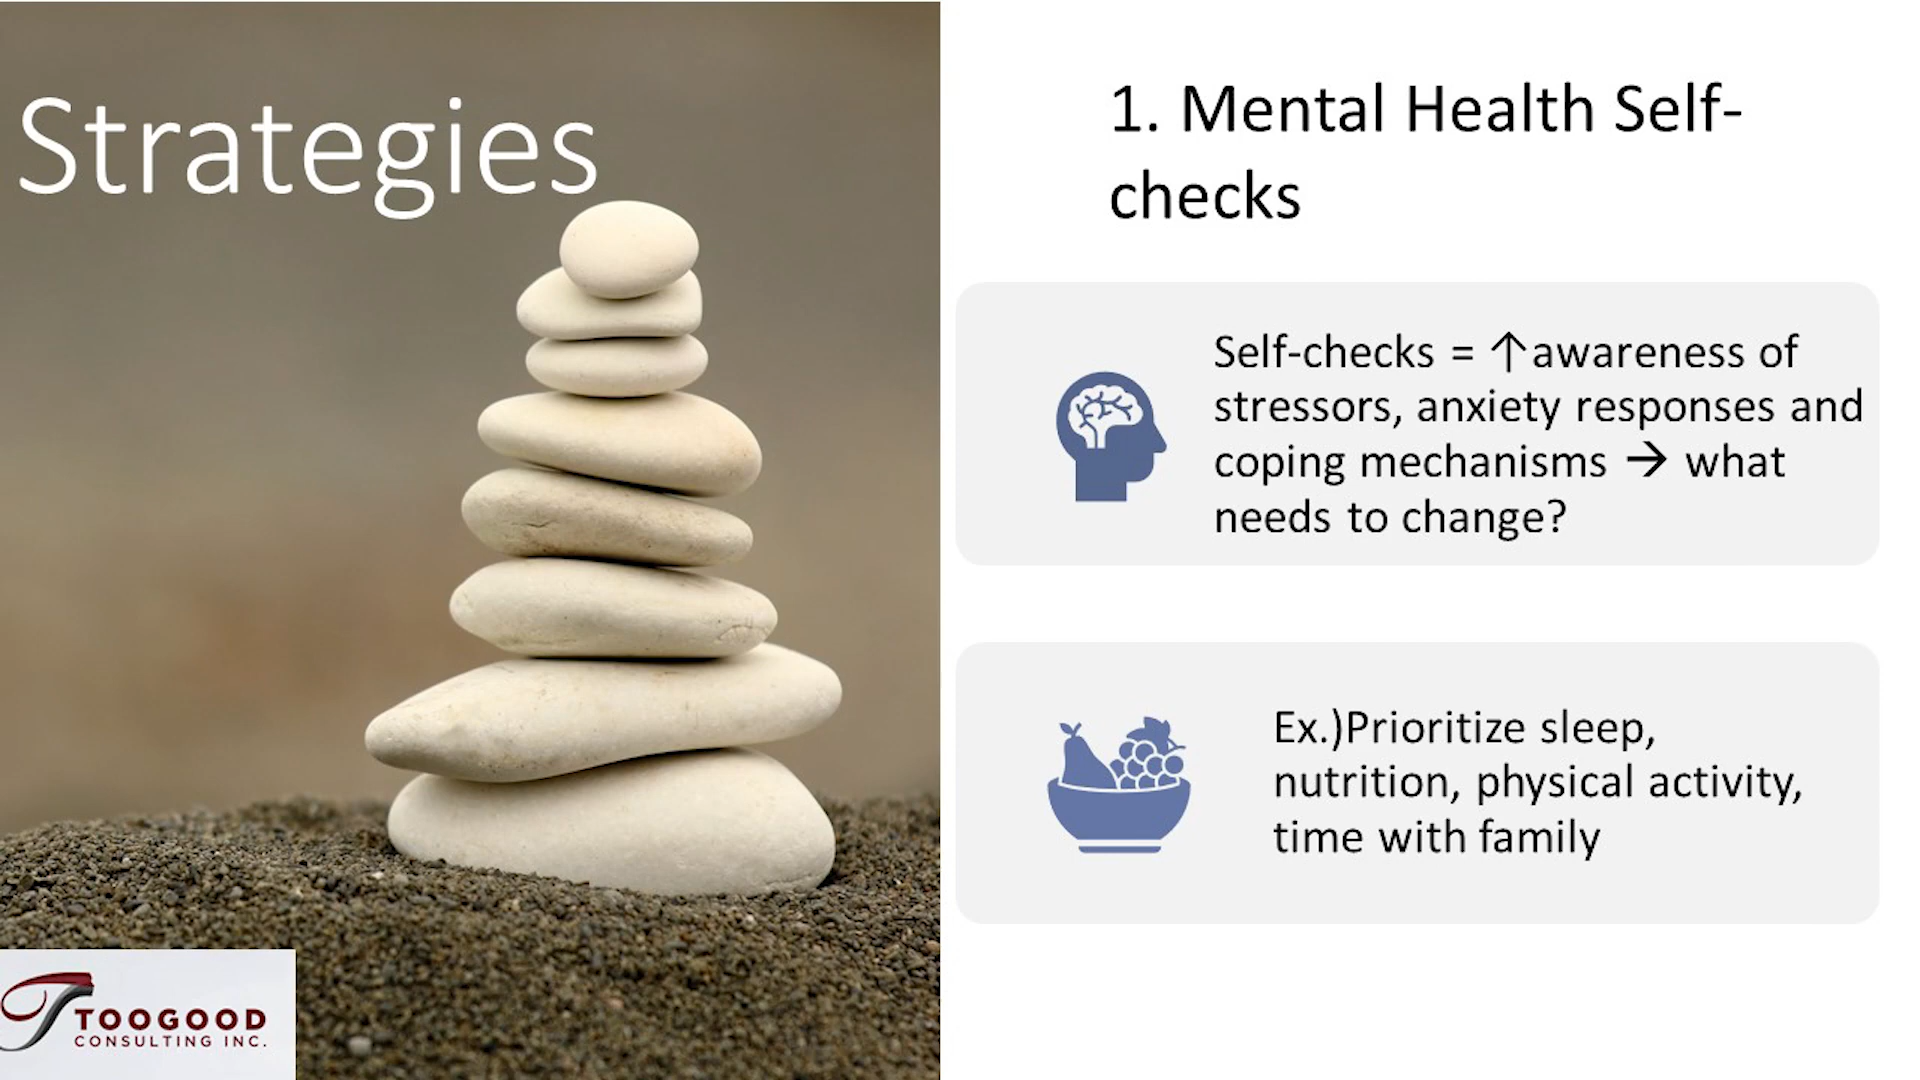 Strategies
1. Mental Health Self-
checks
Self-checks = ↑awareness of
stressors, anxiety responses and
coping mechanisms → what
needs to change?
Ex.)Prioritize sleep,
nutrition, physical activity,
time with family
TOOGOOD
CONSULTING INC.